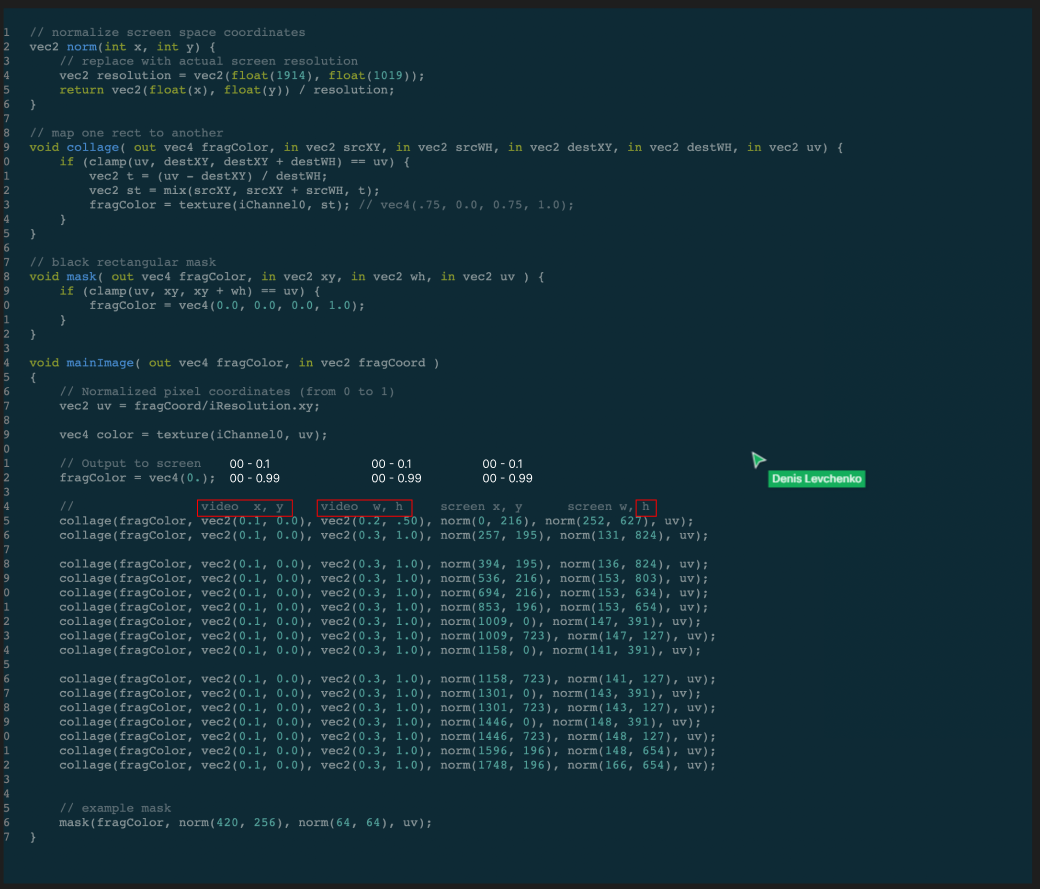 1 // normalize screen space coordinates
2 vec2 norm(int x, int y) {
3 // replace with actual screen resolution
4 vec2 resolution = vec2(float(1914), float(1019));
5 return vec2(float(x), float(y)) / resolution;
6 }
7
8 // map one rect to another
9 void collage( out vec4 fragColor, in vec2 srcXY, in vec2 srcWH, in vec2 destXY, in vec2 destWH, in vec2 uv) {
0 if (clamp(uv, destXY, destXY + destWH) == uv) {
1 vec2 t = (uv - destXY) / destWH;
2 vec2 st = mix(srcXY, srcXY + srcWH, t);
3 fragColor = texture(iChannel0, st); // vec4(.75, 0.0, 0.75, 1.0);
4 }
5 }
6
7 // black rectangular mask
8 void mask( out vec4 fragColor, in vec2 xy, in vec2 wh, in vec2 uv ) {
9 if (clamp(uv, xy, xy + wh) == uv) {
0 fragColor = vec4(0.0, 0.0, 0.0, 1.0);
1 }
2 }
3
4 void mainImage( out vec4 fragColor, in vec2 fragCoord )
5 {
6 // Normalized pixel coordinates (from 0 to 1)
7 vec2 uv = fragCoord/iResolution.xy;
8
9 vec4 color = texture(iChannel0, uv);
0
1 // Output to screen 00 - 0.1 00 - 0.1 00 - 0.1
2 fragColor = vec4(0.); 00 - 0.99 00 - 0.99 00 - 0.99
Denis Levchenko
3
4 // video x, y video w, h screen x, y screen w, h
5 collage(fragColor, vec2(0.1, 0.0), vec2(0.2, .50), norm(0, 216), norm(252, 627), uv);
6 collage(fragColor, vec2(0.1, 0.0), vec2(0.3, 1.0), norm(257, 195), norm(131, 824), uv);
7
8 collage(fragColor, vec2(0.1, 0.0), vec2(0.3, 1.0), norm(394, 195), norm(136, 824), uv);
9 collage(fragColor, vec2(0.1, 0.0), vec2(0.3, 1.0), norm(536, 216), norm(153, 803), uv);
0 collage(fragColor, vec2(0.1, 0.0), vec2(0.3, 1.0), norm(694, 216), norm(153, 634), uv);
1 collage(fragColor, vec2(0.1, 0.0), vec2(0.3, 1.0), norm(853, 196), norm(153, 654), uv);
2 collage(fragColor, vec2(0.1, 0.0), vec2(0.3, 1.0), norm(1009, 0), norm(147, 391), uv);
3 collage(fragColor, vec2(0.1, 0.0), vec2(0.3, 1.0), norm(1009, 723), norm(147, 127), uv);
4 collage(fragColor, vec2(0.1, 0.0), vec2(0.3, 1.0), norm(1158, 0), norm(141, 391), uv);
5
6 collage(fragColor, vec2(0.1, 0.0), vec2(0.3, 1.0), norm(1158, 723), norm(141, 127), uv);
7 collage(fragColor, vec2(0.1, 0.0), vec2(0.3, 1.0), norm(1301, 0), norm(143, 391), uv);
8 collage(fragColor, vec2(0.1, 0.0), vec2(0.3, 1.0), norm(1301, 723), norm(143, 127), uv);
9 collage(fragColor, vec2(0.1, 0.0), vec2(0.3, 1.0), norm(1446, 0), norm(148, 391), uv);
0 collage(fragColor, vec2(0.1, 0.0), vec2(0.3, 1.0), norm(1446, 723), norm(148, 127), uv);
1 collage(fragColor, vec2(0.1, 0.0), vec2(0.3, 1.0), norm(1596, 196), norm(148, 654), uv);
2 collage(fragColor, vec2(0.1, 0.0), vec2(0.3, 1.0), norm(1748, 196), norm(166, 654), uv);
3
4
5 // example mask
6 mask(fragColor, norm(420, 256), norm(64, 64), uv);
7 }